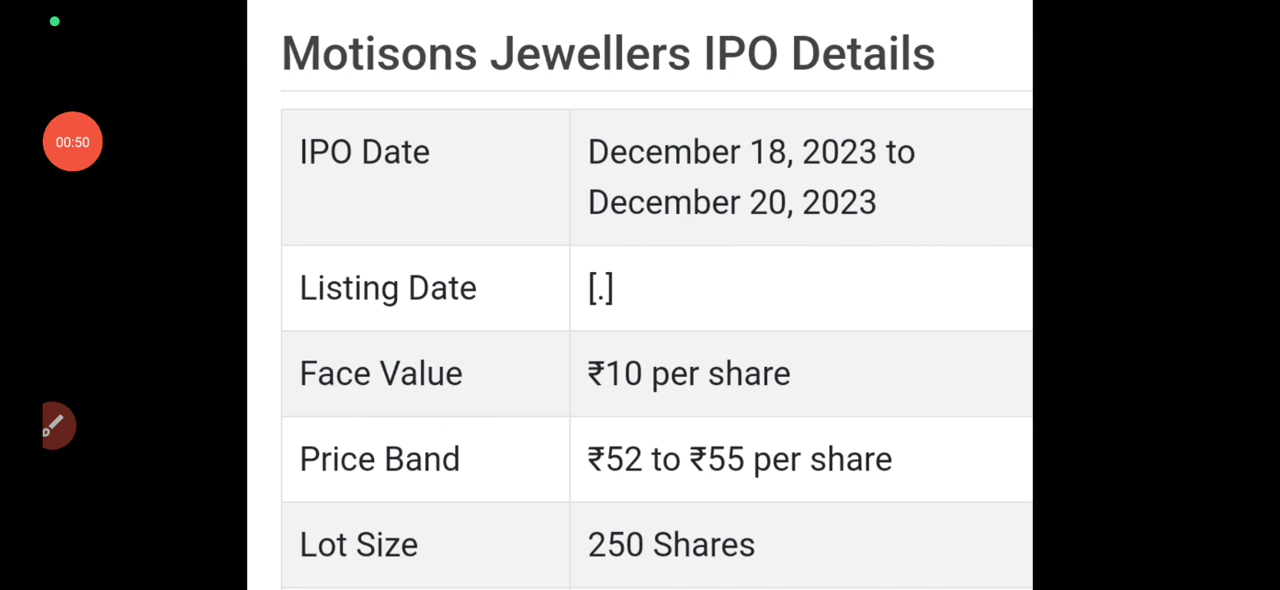 00:50
Motisons Jewellers IPO Details
IPO Date
December 18, 2023 to
December 20, 2023
Listing Date
[.]
Face Value
₹10 per share
Price Band
₹52 to ₹55 per share
Lot Size
250 Shares